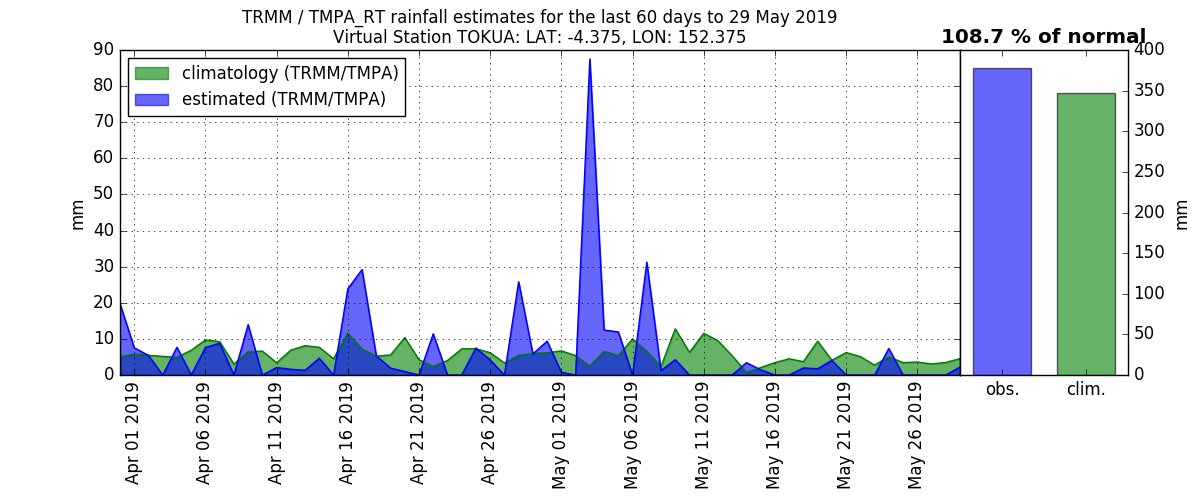 TRMM / TMPA_RT rainfall estimates for the last 60 days to 29 May 2019
Virtual Station TOKUA: LAT: -4.375, LON: 152.375
108.7 % of normal
climatology (TRMM/TMPA)
estimated (TRMM/TMPA)
mm
90
80
70
60
50
40
30
20
10
0
Apr 01 2019
Apr 06 2019
Apr 11 2019
Apr 16 2019
Apr 21 2019
Apr 26 2019
May 01 2019
May 06 2019
May 11 2019
May 16 2019
May 21 2019
May 26 2019
400
350
300
250
200
150
100
50
0
mm
obs.
clim.